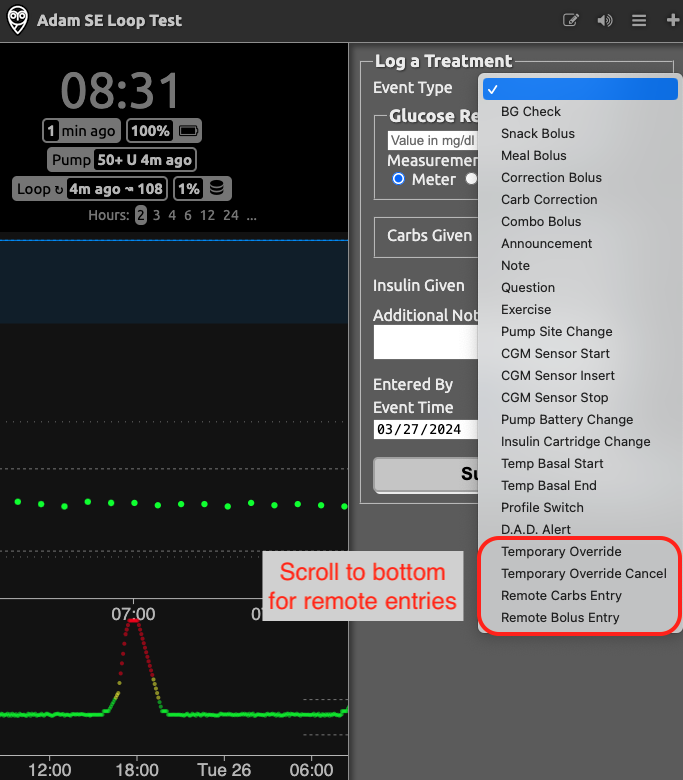 Adam SE Loop Test
08:31
1 min ago 100%
Pump 50+ U 4m ago
Loop ↻ 4m ago ↝ 108 1%
Hours: 2 3 4 6 12 24 ...
07:00
12:00 18:00 Tue 26 06:00
Log a Treatment
Event Type
✓
Glucose Re
Value in mg/dl
Measuremen
Meter
Carbs Given
Insulin Given
Additional Not
Entered By
Event Time
03/27/2024
Su
BG Check
Snack Bolus
Meal Bolus
Correction Bolus
Carb Correction
Combo Bolus
Announcement
Note
Question
Exercise
Pump Site Change
CGM Sensor Start
CGM Sensor Insert
CGM Sensor Stop
Pump Battery Change
Insulin Cartridge Change
Temp Basal Start
Temp Basal End
Profile Switch
D.A.D. Alert
Temporary Override
Temporary Override Cancel
Remote Carbs Entry
Remote Bolus Entry
Scroll to bottom
for remote entries